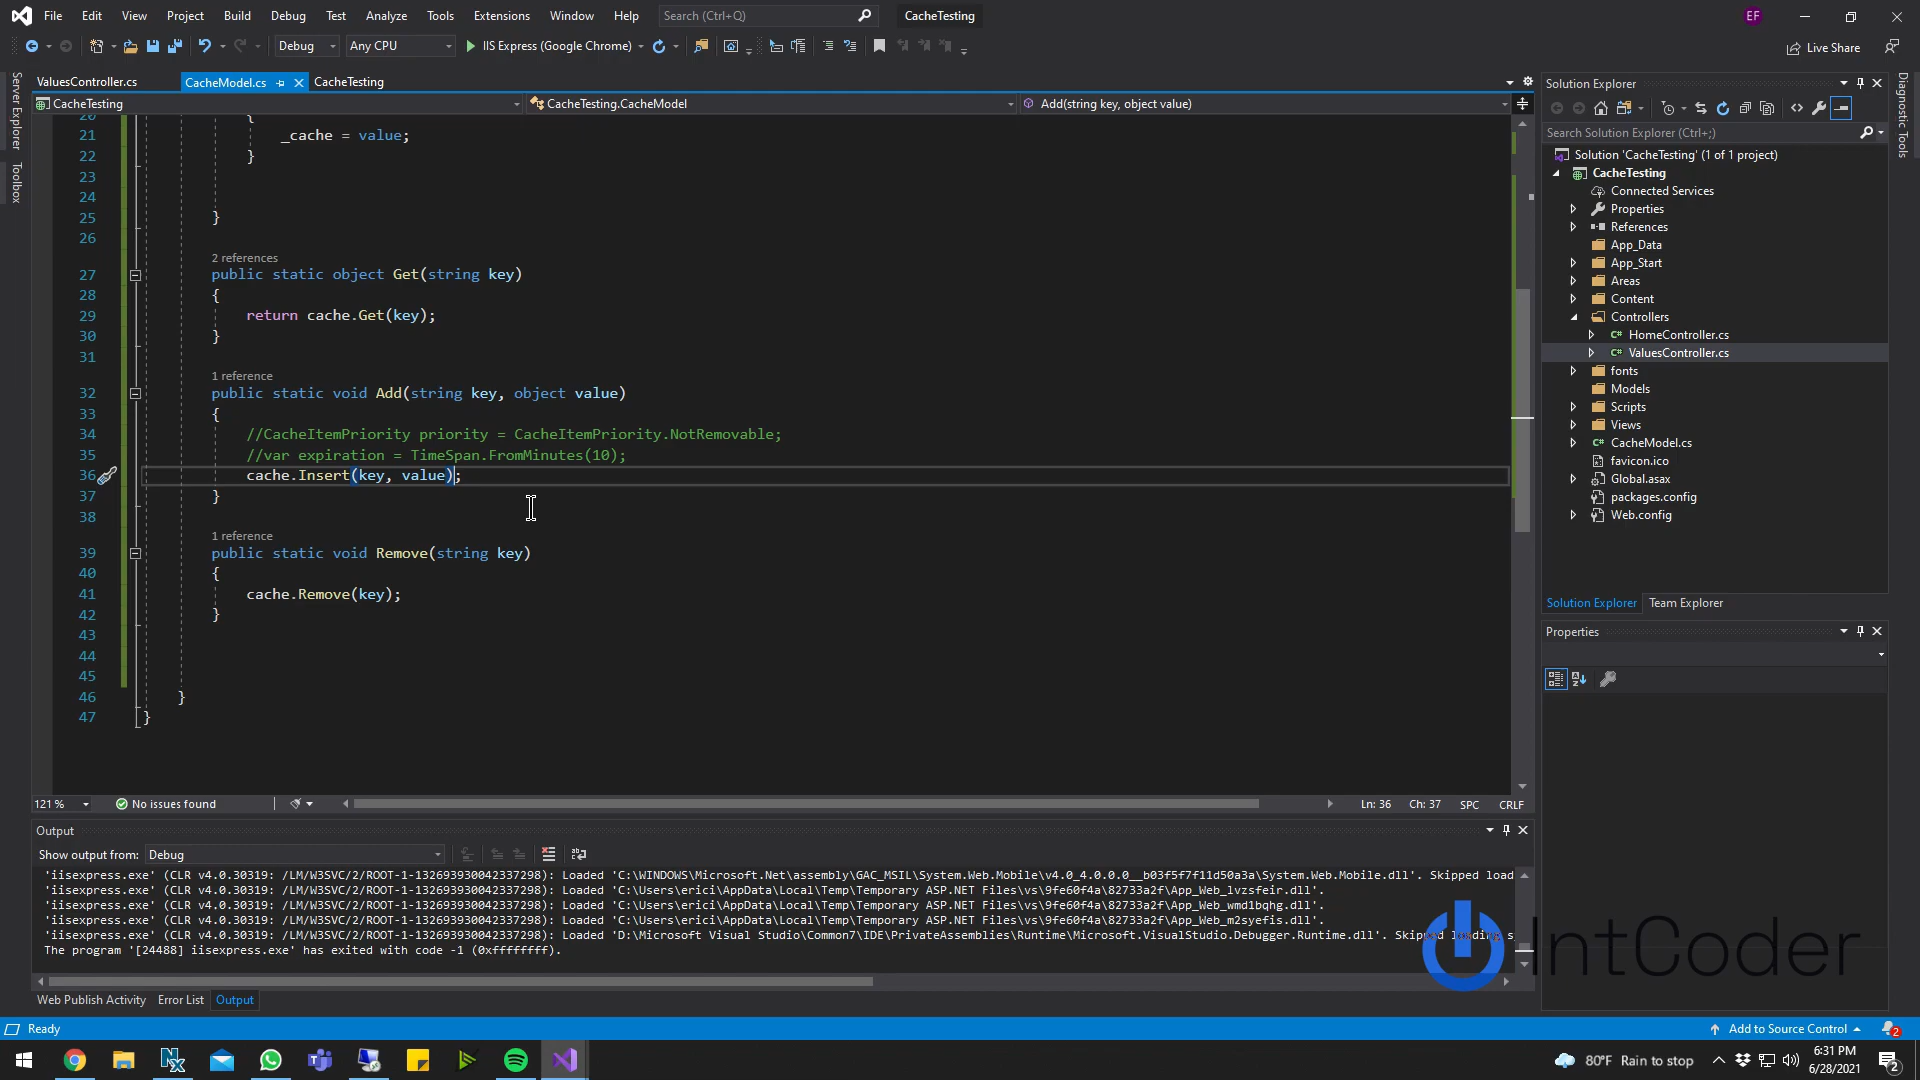 File Edit View Project Build Debug Test Analyze Tools Extensions Window Help Search (Ctrl+Q) CacheTesting EF
Debug Any CPU IIS Express (Google Chrome) Live Share
ValuesController.cs CacheModel.cs CacheTesting
CacheTesting CacheTesting.CacheModel Add(string key, object value)
Server Explorer
Toolbox
20 {
21 _cache = value;
22 }
23
24
25 }
26
2 references
27 public static object Get(string key)
28 {
29 return cache.Get(key);
30 }
31
1 reference
32 public static void Add(string key, object value)
33 {
34 //CacheItemPriority priority = CacheItemPriority.NotRemovable;
35 //var expiration = TimeSpan.FromMinutes(10);
36 cache.Insert(key, value);
37 }
38
1 reference
39 public static void Remove(string key)
40 {
41 cache.Remove(key);
42 }
43
44
45
46 }
47 }
121 % No issues found Ln: 36 Ch: 37 SPC CRLF
Output
Show output from: Debug
'iisexpress.exe' (CLR v4.0.30319: /LM/W3SVC/2/ROOT-1-132693930042337298): Loaded 'C:\WINDOWS\Microsoft.Net\assembly\GAC_MSIL\System.Web.Mobile\v4.0_4.0.0.0__b03f5f7f11d50a3a\System.Web.Mobile.dll'. Skipped load
'iisexpress.exe' (CLR v4.0.30319: /LM/W3SVC/2/ROOT-1-132693930042337298): Loaded 'C:\Users\erici\AppData\Local\Temp\Temporary ASP.NET Files\vs\9fe60f4a\82733a2f\App_Web_lvzsfeir.dll'.
'iisexpress.exe' (CLR v4.0.30319: /LM/W3SVC/2/ROOT-1-132693930042337298): Loaded 'C:\Users\erici\AppData\Local\Temp\Temporary ASP.NET Files\vs\9fe60f4a\82733a2f\App_Web_wmd1bqhg.dll'.
'iisexpress.exe' (CLR v4.0.30319: /LM/W3SVC/2/ROOT-1-132693930042337298): Loaded 'C:\Users\erici\AppData\Local\Temp\Temporary ASP.NET Files\vs\9fe60f4a\82733a2f\App_Web_m2syefis.dll'.
'iisexpress.exe' (CLR v4.0.30319: /LM/W3SVC/2/ROOT-1-132693930042337298): Loaded 'D:\Microsoft Visual Studio\Common7\IDE\PrivateAssemblies\Runtime\Microsoft.VisualStudio.Debugger.Runtime.dll'. Skipped loading
The program '[24488] iisexpress.exe' has exited with code -1 (0xffffffff).
Web Publish Activity Error List Output
Solution Explorer
Search Solution Explorer (Ctrl+;)
Solution 'CacheTesting' (1 of 1 project)
CacheTesting
Connected Services
Properties
References
App_Data
App_Start
Areas
Content
Controllers
C# HomeController.cs
C# ValuesController.cs
fonts
Models
Scripts
Views
C# CacheModel.cs
favicon.ico
Global.asax
packages.config
Web.config
Solution Explorer Team Explorer
Properties
Diagnostic Tools
IntCoder
Ready Add to Source Control 2
80°F Rain to stop 6:31 PM
6/28/2021 2